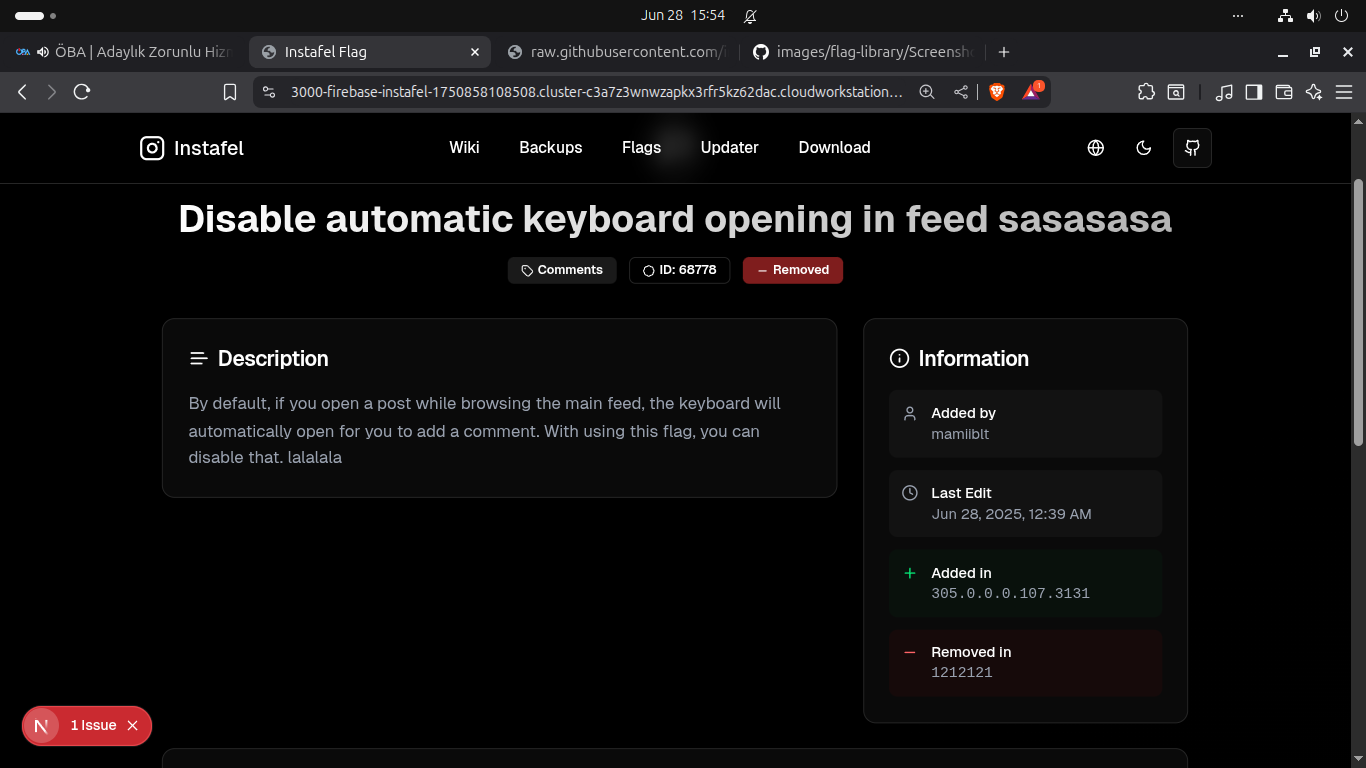 Jun 28 15:54
ÖBA | Adaylık Zorunlu Hizm
Instafel Flag
raw.githubusercontent.com/i
images/flag-library/Screensho
3000-firebase-instafel-1750858108508.cluster-c3a7z3wnwzapkx3rfr5kz62dac.cloudworkstation...
1
Instafel
Wiki
Backups
Flags
Updater
Download
Disable automatic keyboard opening in feed sasasasa
Comments
ID: 68778
Removed
Description
By default, if you open a post while browsing the main feed, the keyboard will
automatically open for you to add a comment. With using this flag, you can
disable that. lalalala
Information
Added by
mamiiblt
Last Edit
Jun 28, 2025, 12:39 AM
Added in
305.0.0.0.107.3131
Removed in
1212121
N 1 Issue